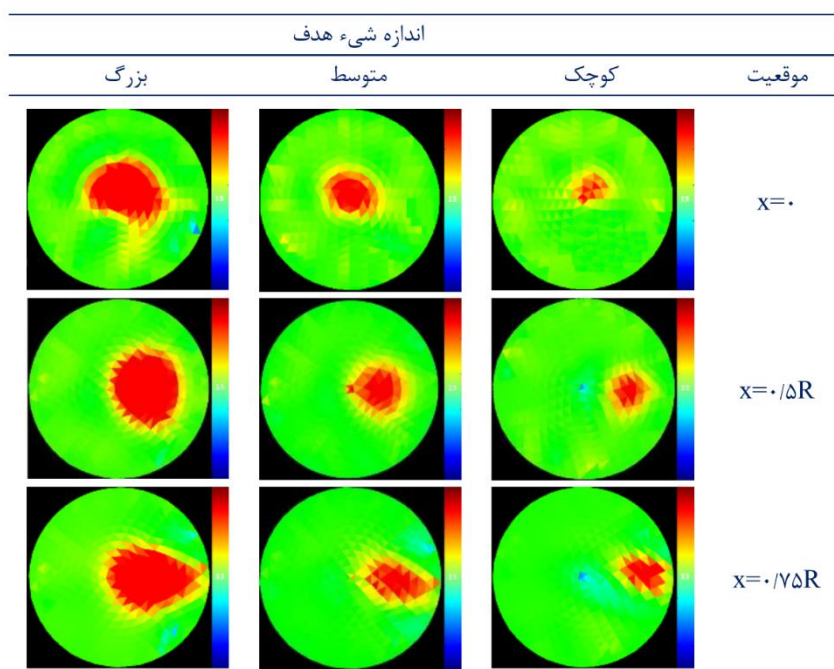 اندازه شیء هدف
موقعیت کوچک متوسط بزرگ
x=۰
x=۰/۵R
x=۰/۷۵R